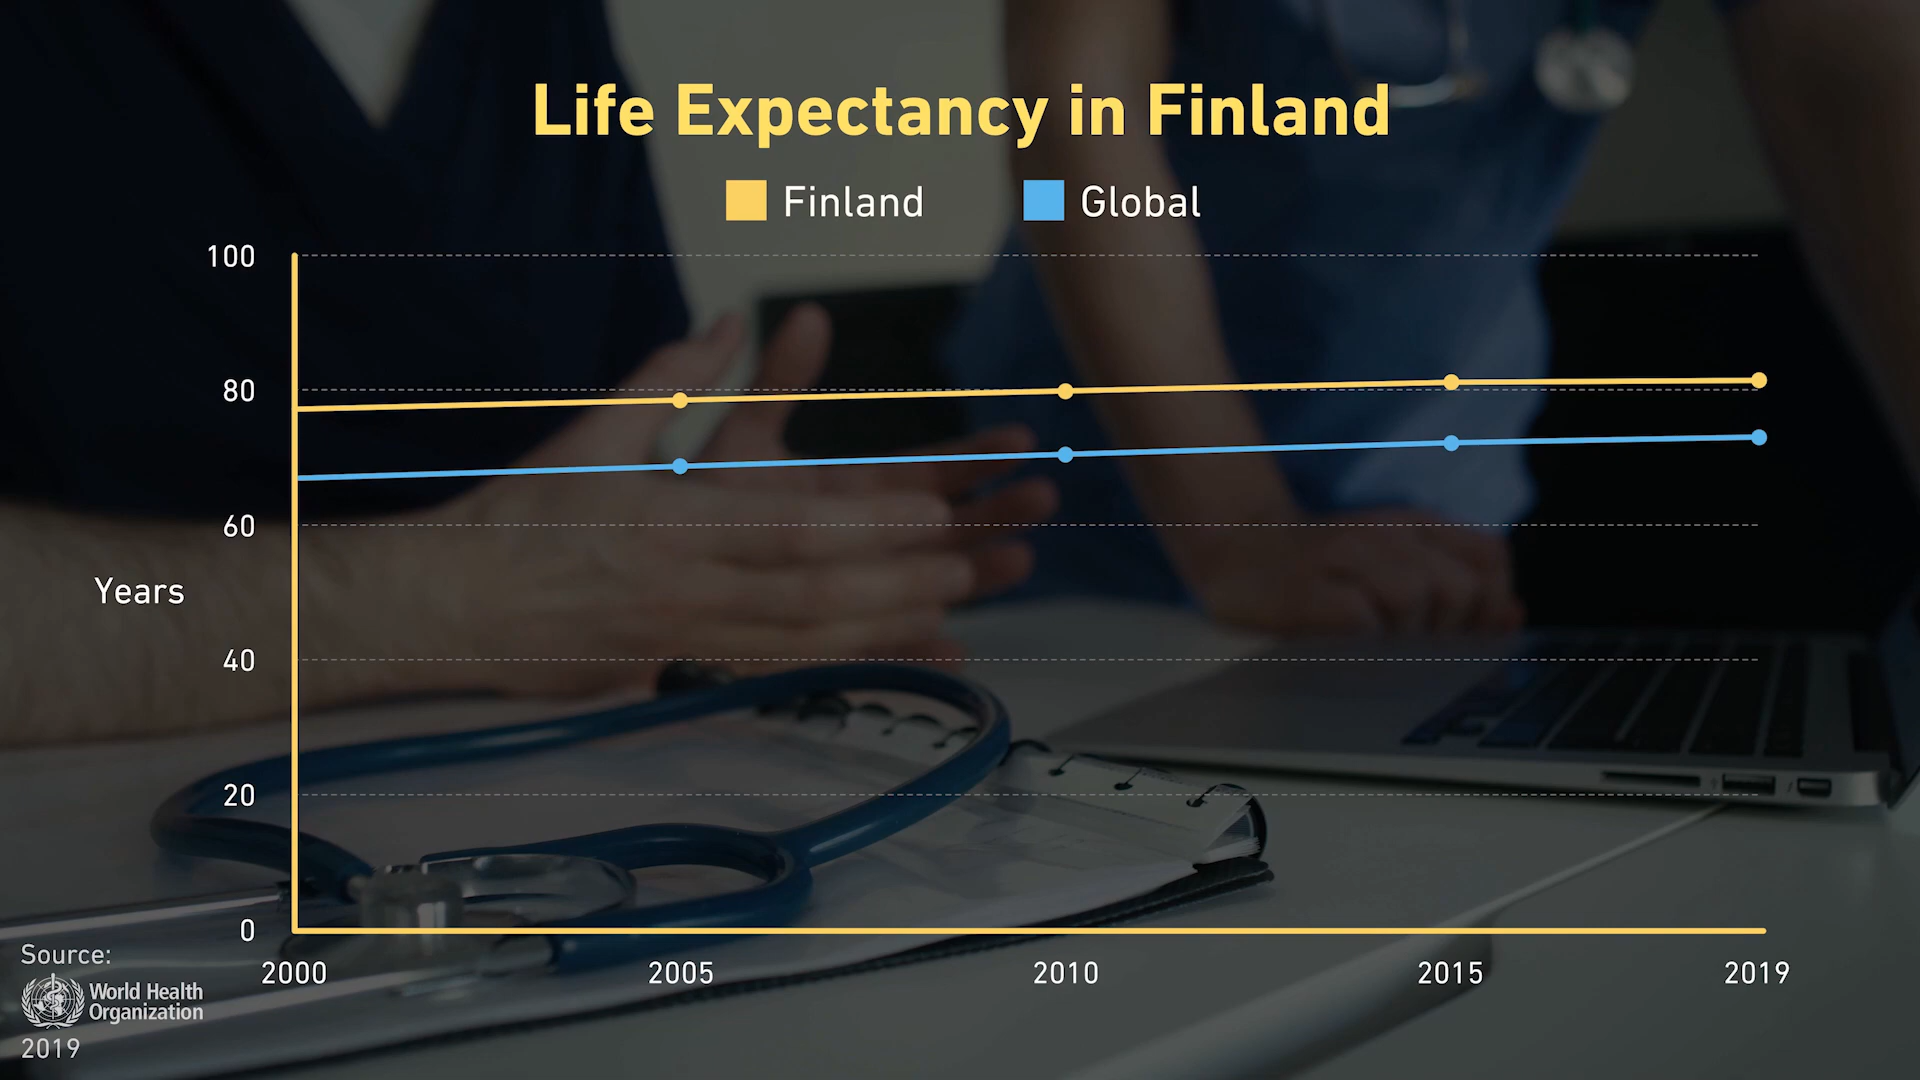 Life Expectancy in Finland
Finland
Global
100
80
60
Years
40
20
0
2000
2005
2010
2015
2019
Source:
World Health
Organization
2019